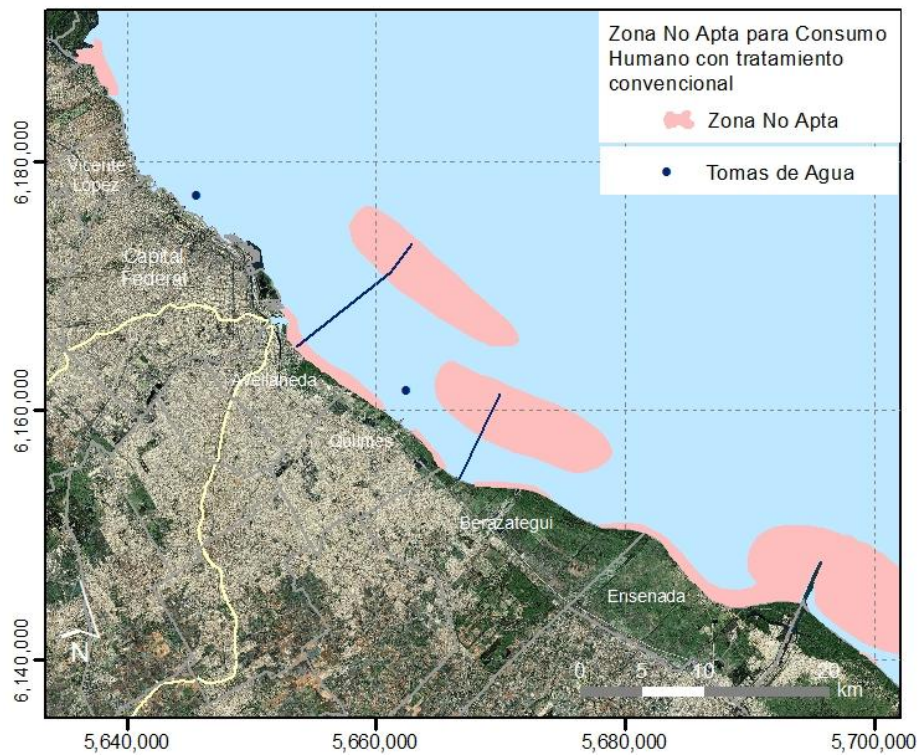 Zona No Apta para Consumo
Humano con tratamiento
convencional
Zona No Apta
Tomas de Agua
6,180,000
6,160,000
6,140,000
Vicente
López
Capital
Federal
Avellaneda
Quilmes
Berazategui
Ensenada
N
0 5 10 20
km
5,640,000 5,660,000 5,680,000 5,700,000